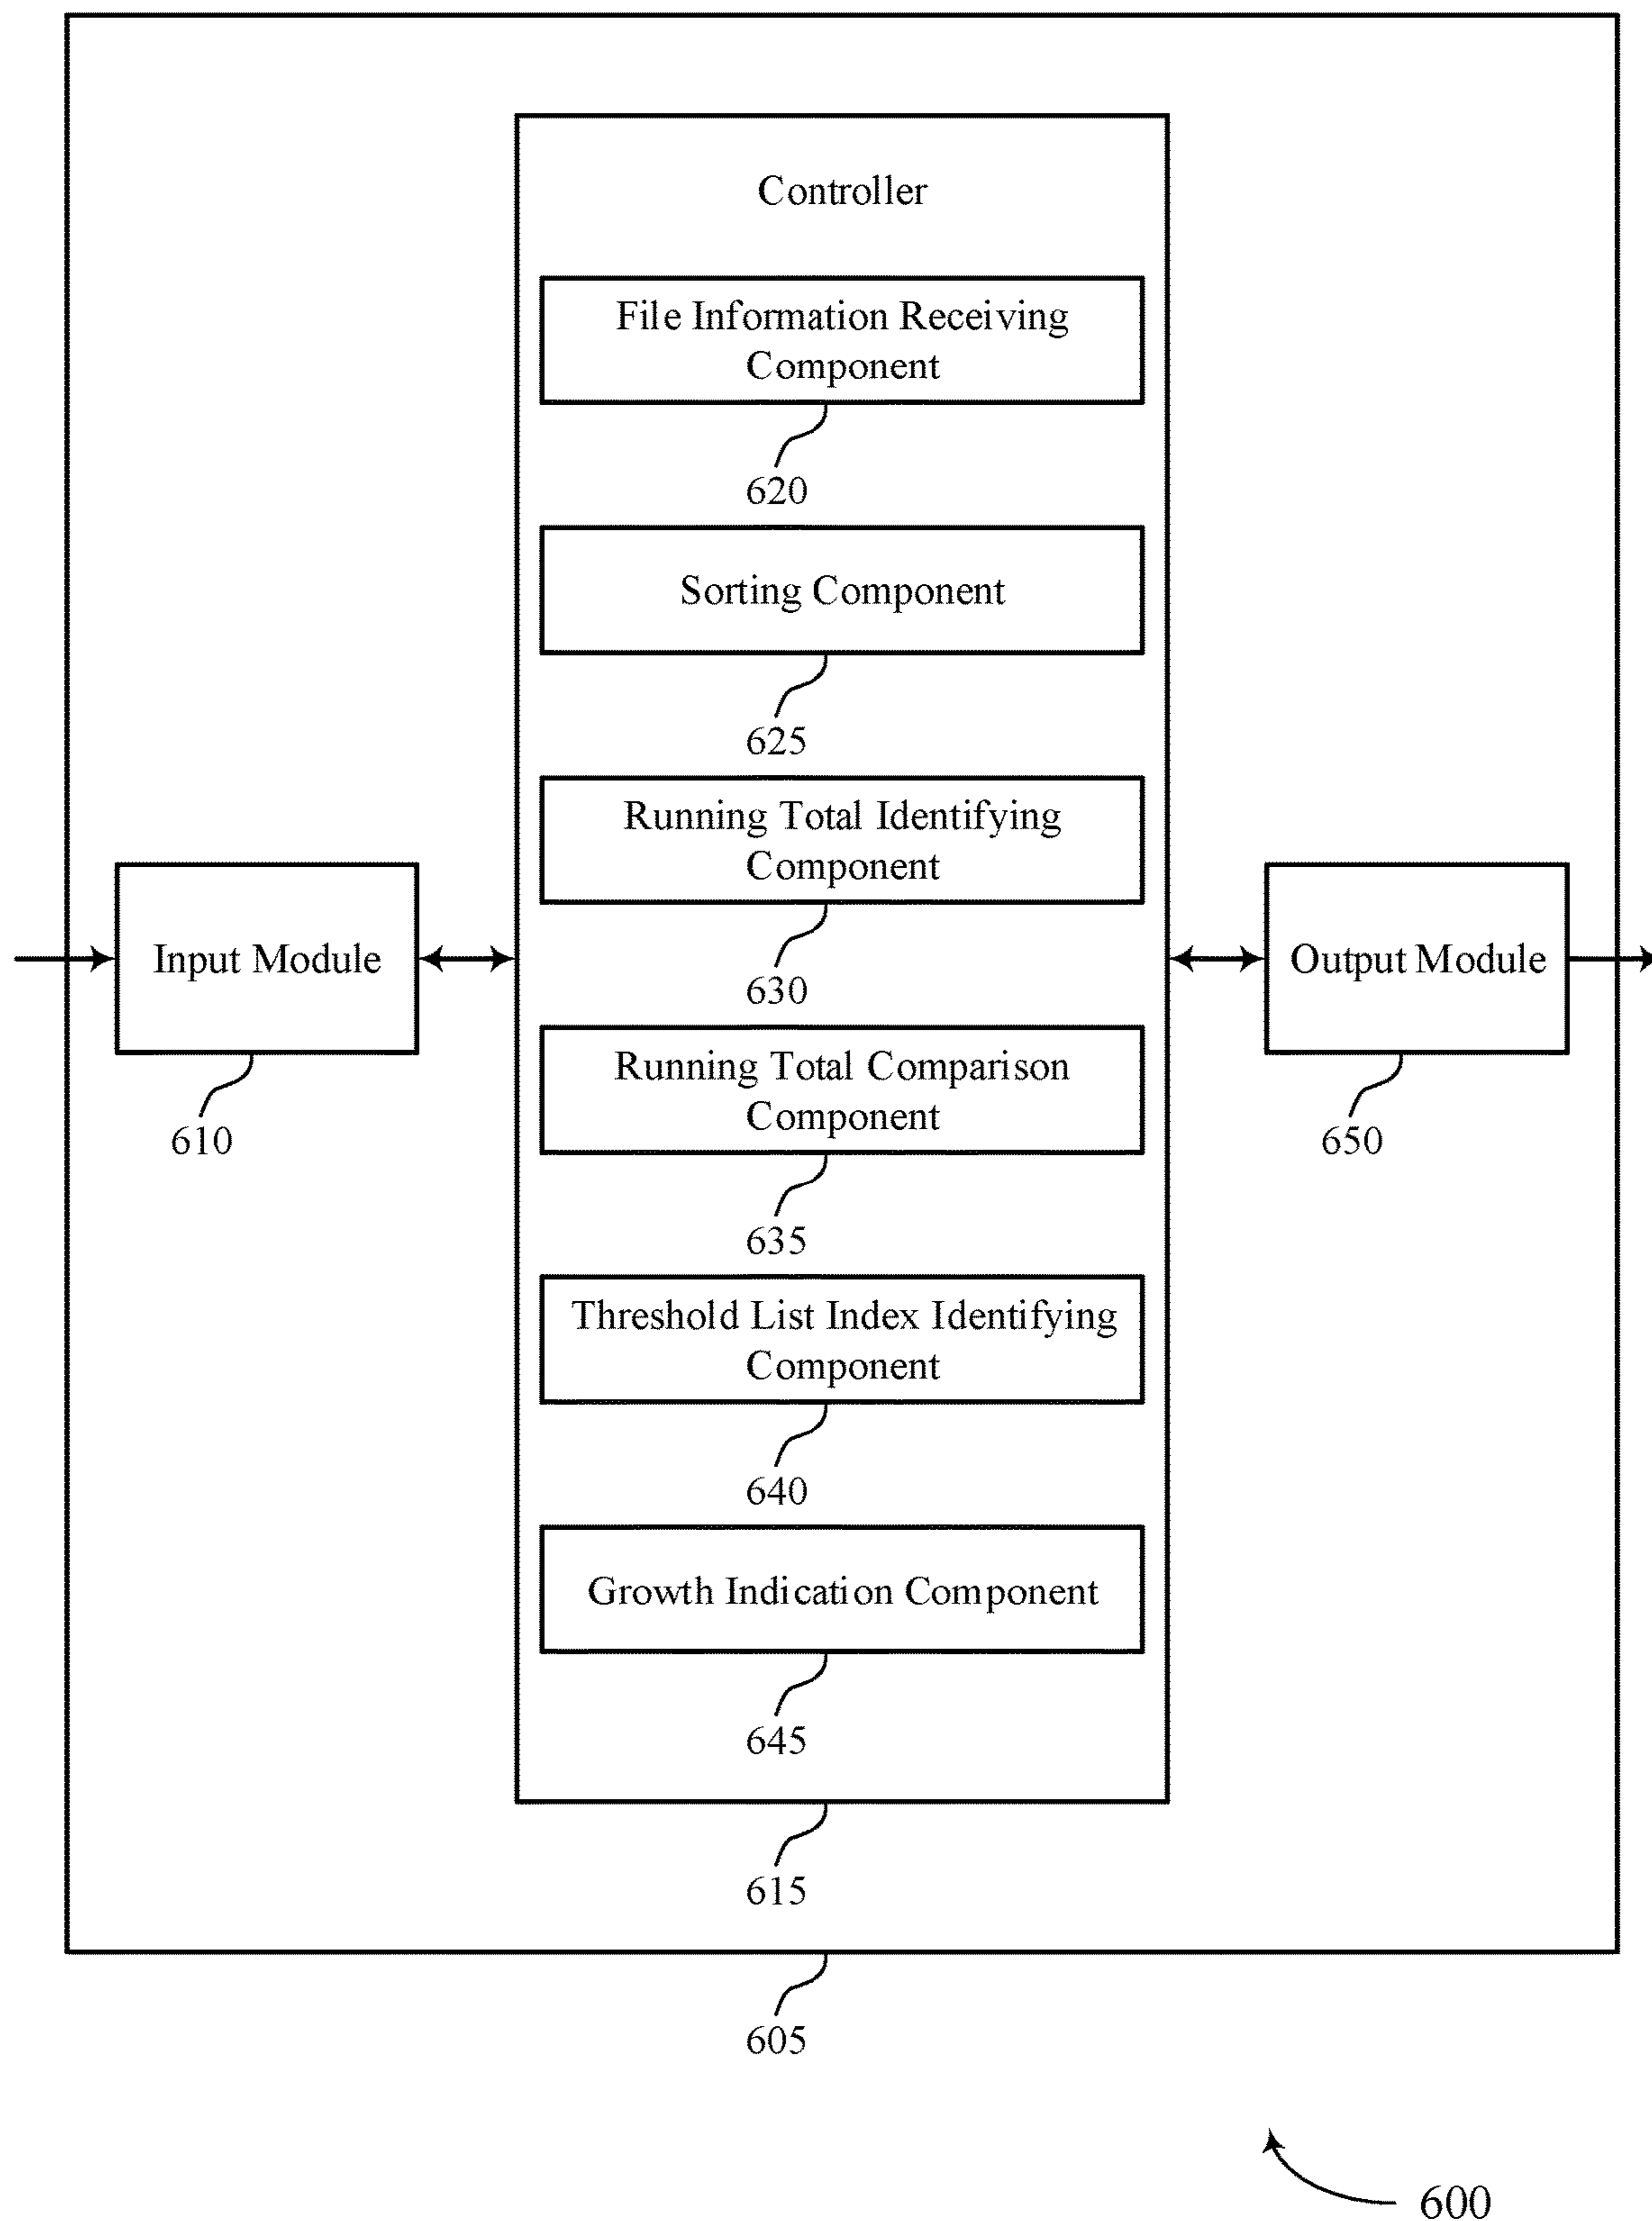 Controller
File Information Receiving
Component
620
Sorting Component
625
Running Total Identifying
Component
630
Input Module
610
Output Module
650
Running Total Comparison
Component
635
Threshold List Index Identifying
Component
640
Growth Indication Component
645
615
605
600